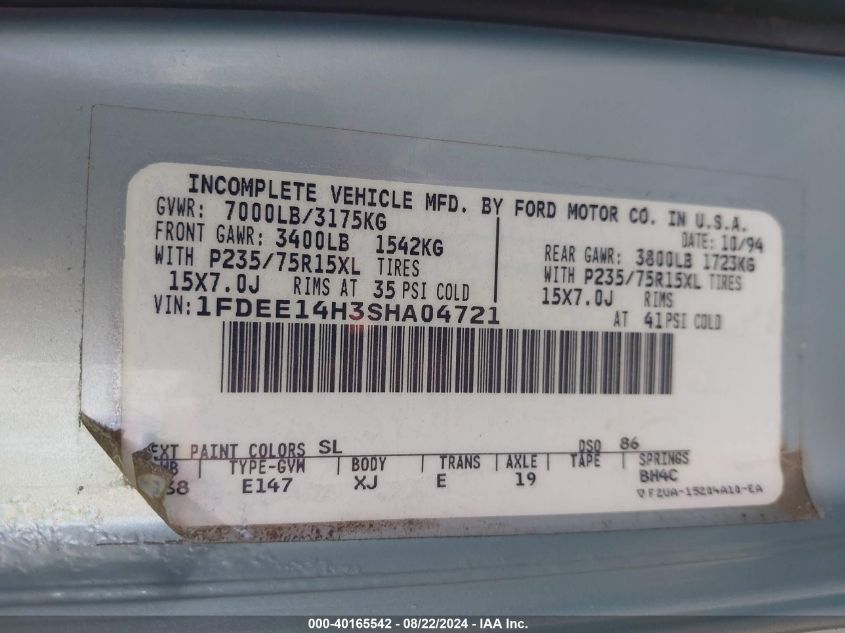 INCOMPLETE VEHICLE MFD. BY FORD MOTOR CO. IN U.S.A.
GVWR: 7000LB/3175KG DATE: 10/94
FRONT GAWR: 3400LB 1542KG REAR GAWR: 3800LB 1723KG
WITH P235/75R15XL TIRES WITH P235/75R15XL TIRES
15X7.0J RIMS AT 35 PSI COLD 15X7.0J RIMS
VIN: 1FDEE14H3SHA04721 AT 41 PSI COLD
EXT PAINT COLORS SL DSO 86
TYPE-GVW BODY TRANS AXLE TAPE SPRINGS
E147 XJ E 19 BH4C
▽ F2UA-15204A10-EA
000-40165542 - 08/22/2024 - IAA Inc.